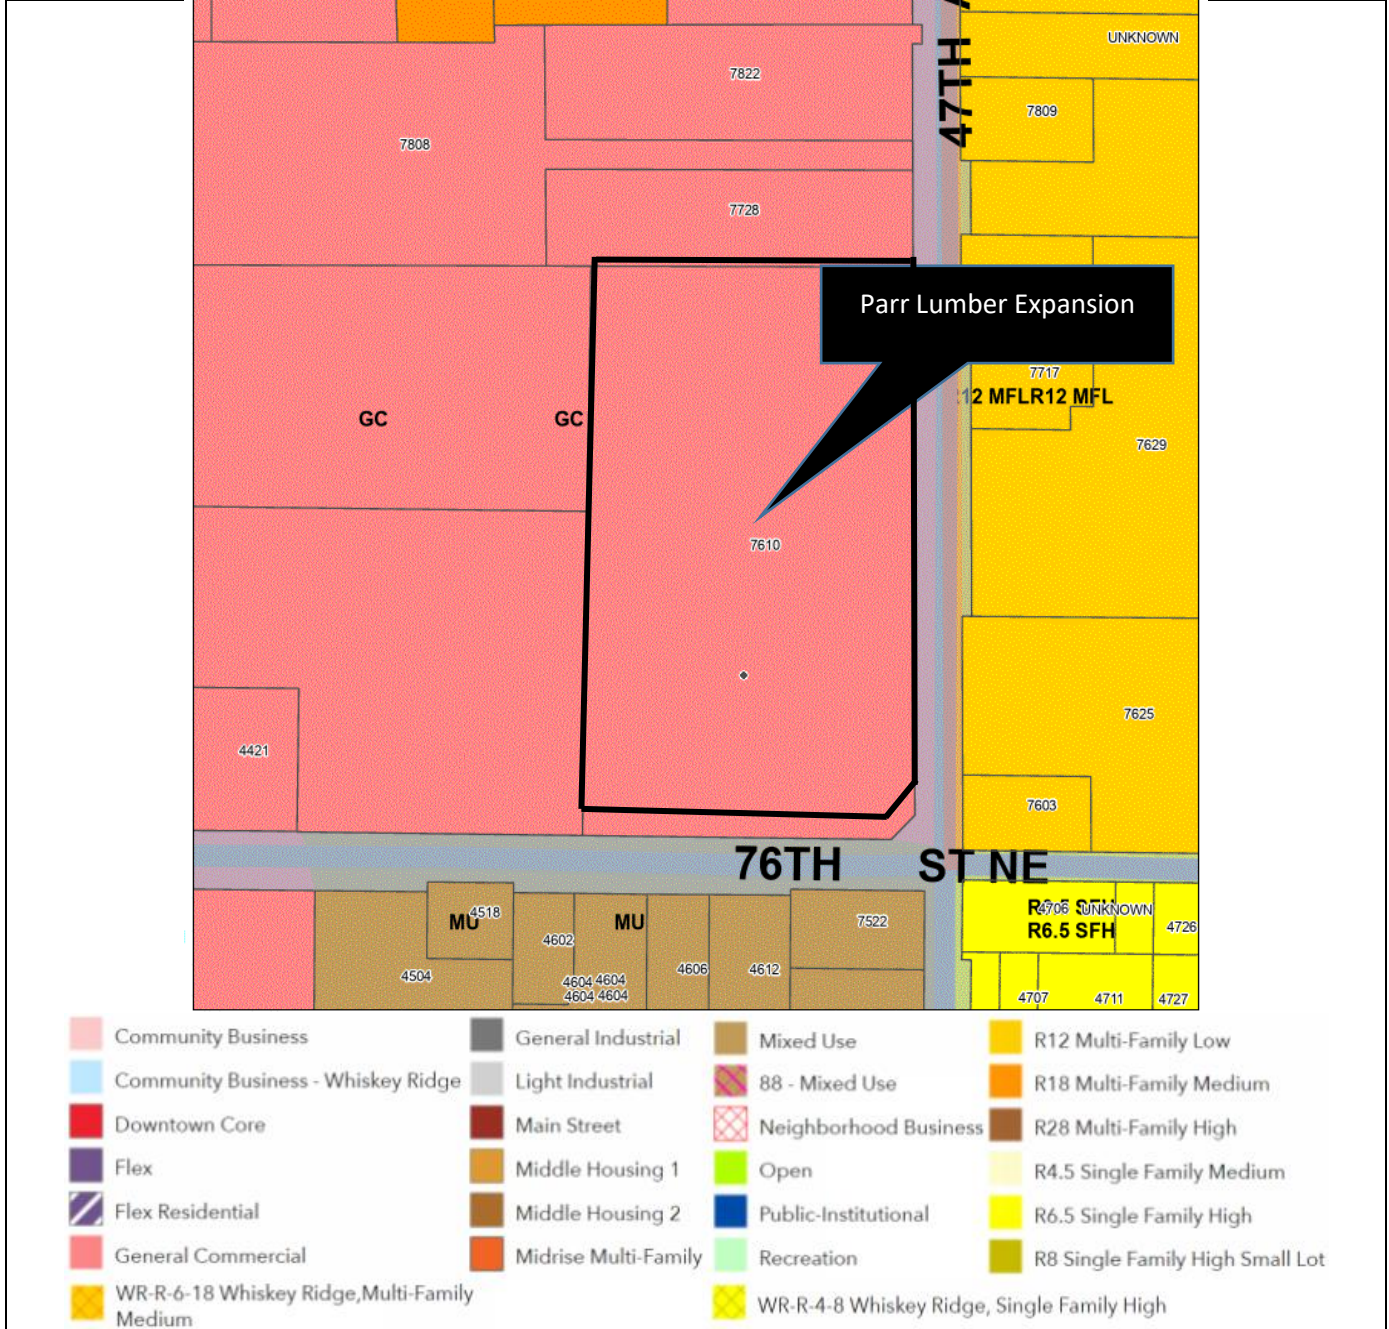 47TH
UNKNOWN
7822
7809
7808
7728
Parr Lumber Expansion
7717
12 MFLR12 MFL
GC
GC
7629
7610
7625
4421
7603
76TH ST NE
4518
MU
MU
7522
4706
UNKNOWN
R6.5 SFH
4726
4602
4504
4604 4604
4604 4604
4606
4612
4707
4711
4727
Community Business
Community Business - Whiskey Ridge
Downtown Core
Flex
Flex Residential
General Commercial
WR-R-6-18 Whiskey Ridge,Multi-Family
Medium
General Industrial
Light Industrial
Main Street
Middle Housing 1
Middle Housing 2
Midrise Multi-Family
Mixed Use
88 - Mixed Use
Neighborhood Business
Open
Public-Institutional
Recreation
WR-R-4-8 Whiskey Ridge, Single Family High
R12 Multi-Family Low
R18 Multi-Family Medium
R28 Multi-Family High
R4.5 Single Family Medium
R6.5 Single Family High
R8 Single Family High Small Lot